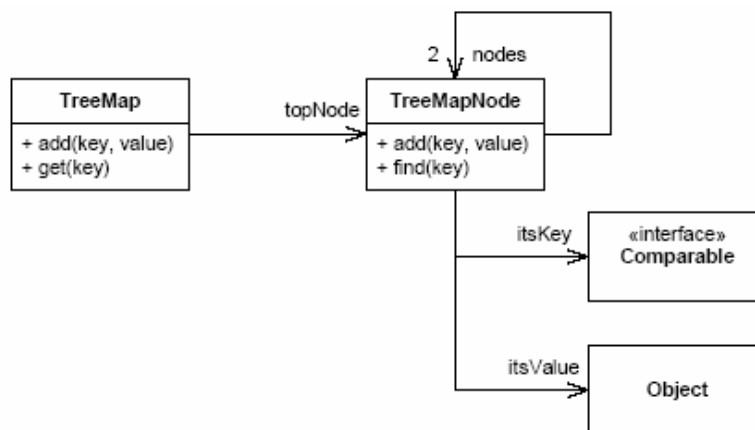 2 nodes
TreeMap
topNode
TreeMapNode
+ add(key, value)
+ get(key)
+ add(key, value)
+ find(key)
itsKey
«interface»
Comparable
itsValue
Object